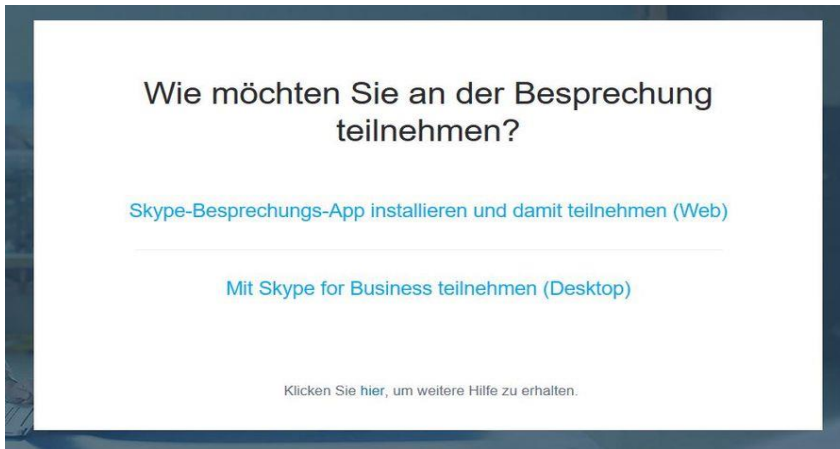 Wie möchten Sie an der Besprechung
teilnehmen?
Skype-Besprechungs-App installieren und damit teilnehmen (Web)
Mit Skype for Business teilnehmen (Desktop)
Klicken Sie hier, um weitere Hilfe zu erhalten.